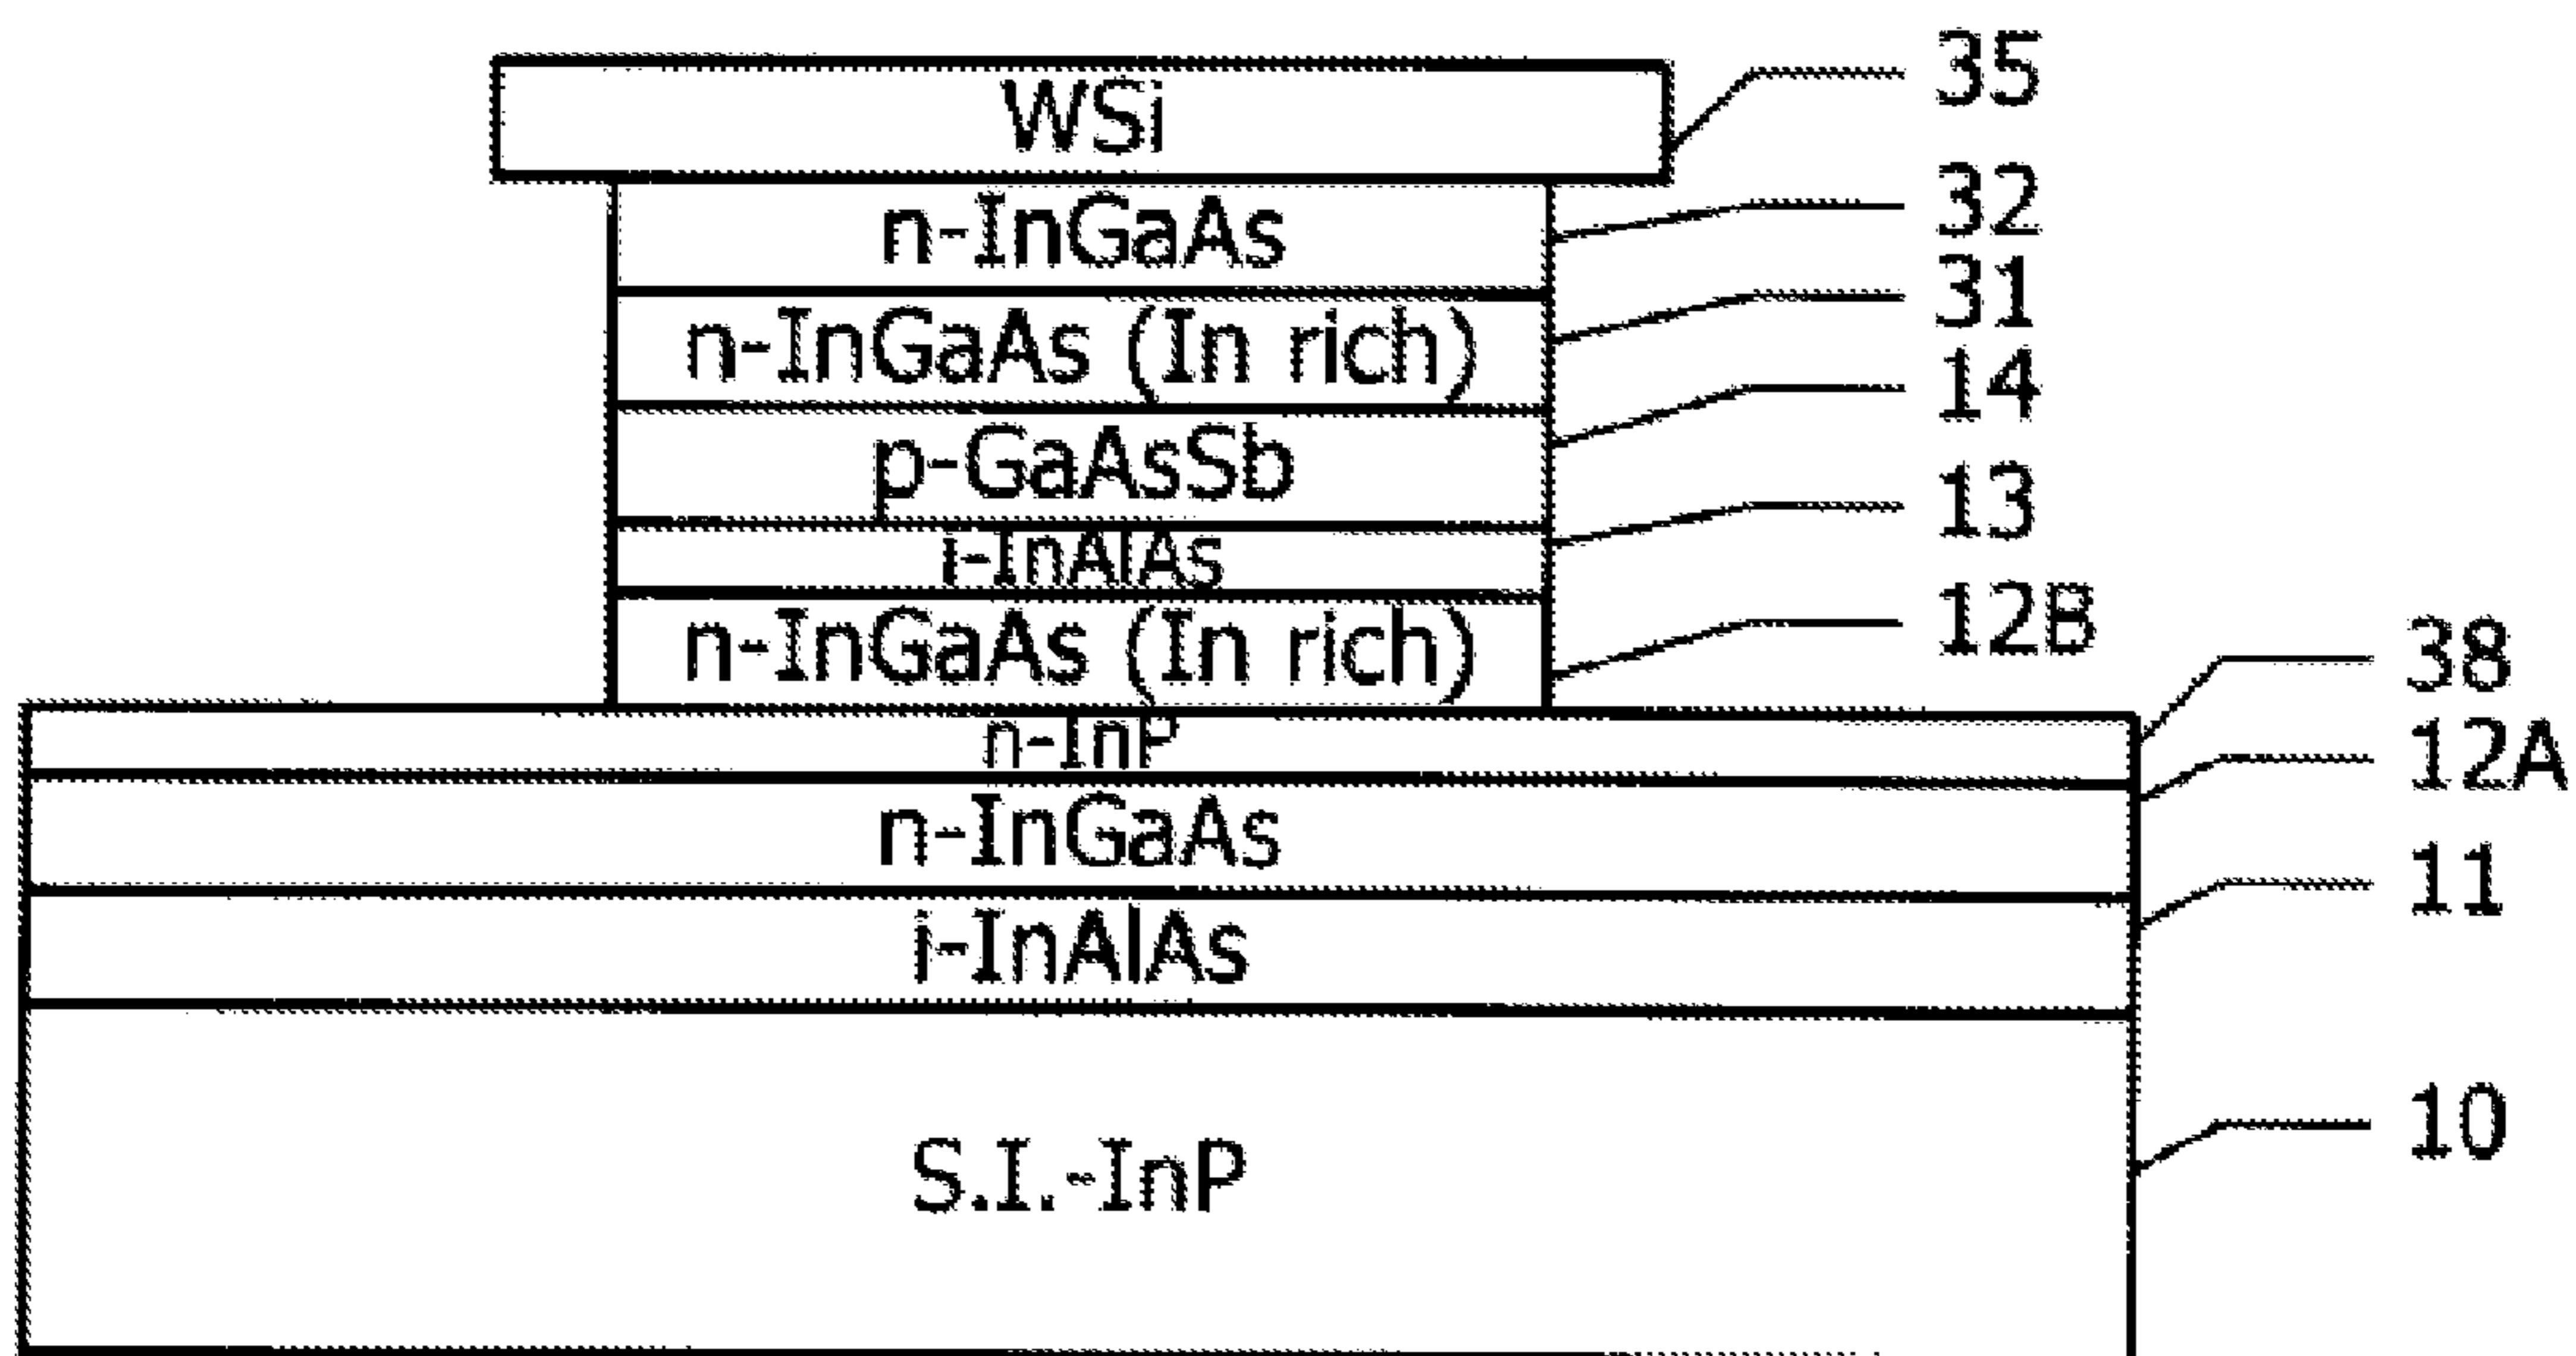 WSi 35
n-InGaAs 32
n-InGaAs (In rich) 31
p-GaAsSb 14
i-InAlAs 13
n-InGaAs (In rich) 12B
n-InP 38
n-InGaAs 12A
i-InAlAs 11
S.I.-InP 10